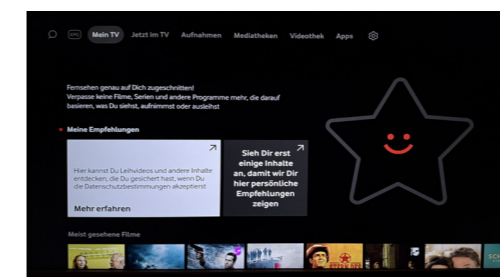 EPG Mein TV Jetzt im TV Aufnahmen Mediatheken Videothek Apps
Fernsehen genau auf Dich zugeschnitten!
Verpasse keine Filme, Serien und andere Programme mehr, die darauf
basieren, was Du siehst, aufnimmst oder ausleihst
Meine Empfehlungen
Hier kannst Du Leihvideos und andere Inhalte
entdecken, die Du gesichert hast, wenn Du
die Datenschutzbestimmungen akzeptierst
Mehr erfahren
Sieh Dir erst
einige Inhalte
an, damit wir Dir
hier persönliche
Empfehlungen
zeigen
Meist gesehene Filme